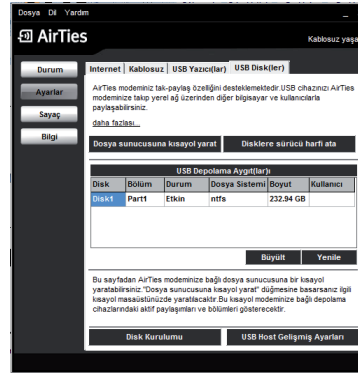 Dosya Dil Yardım
AirTies
Kablosuz yaşa
Durum
Ayarlar
Sayaç
Bilgi
Internet Kablosuz USB Yazıcı(lar) USB Disk(ler)
AirTies modeminiz tak-paylaş özelliğini desteklemektedir.USB cihazınızı AirTies
modeminize takıp yerel ağ üzerinden diğer bilgisayar ve kullanıcılarla
paylaşabilirsiniz.
daha fazlası...
Dosya sunucusuna kısayol yarat Disklere sürücü harfi ata
USB Depolama Aygıt(lar)ı
Disk Bölüm Durum Dosya Sistemi Boyut Kullanıcı
Disk1 Part1 Etkin ntfs 232.94 GB
Büyült Yenile
Bu sayfadan AirTies modeminize bağlı dosya sunucusuna bir kısayol
yaratabilirsiniz."Dosya sunucusuna kısayol yarat" düğmesine basarsanız ilgili
kısayol masaüstünüzde yaratılacaktır.Bu kısayol modeminize bağlı depolama
cihazlarındaki aktif paylaşımları ve bölümleri gösterecektir.
Disk Kurulumu USB Host Gelişmiş Ayarları